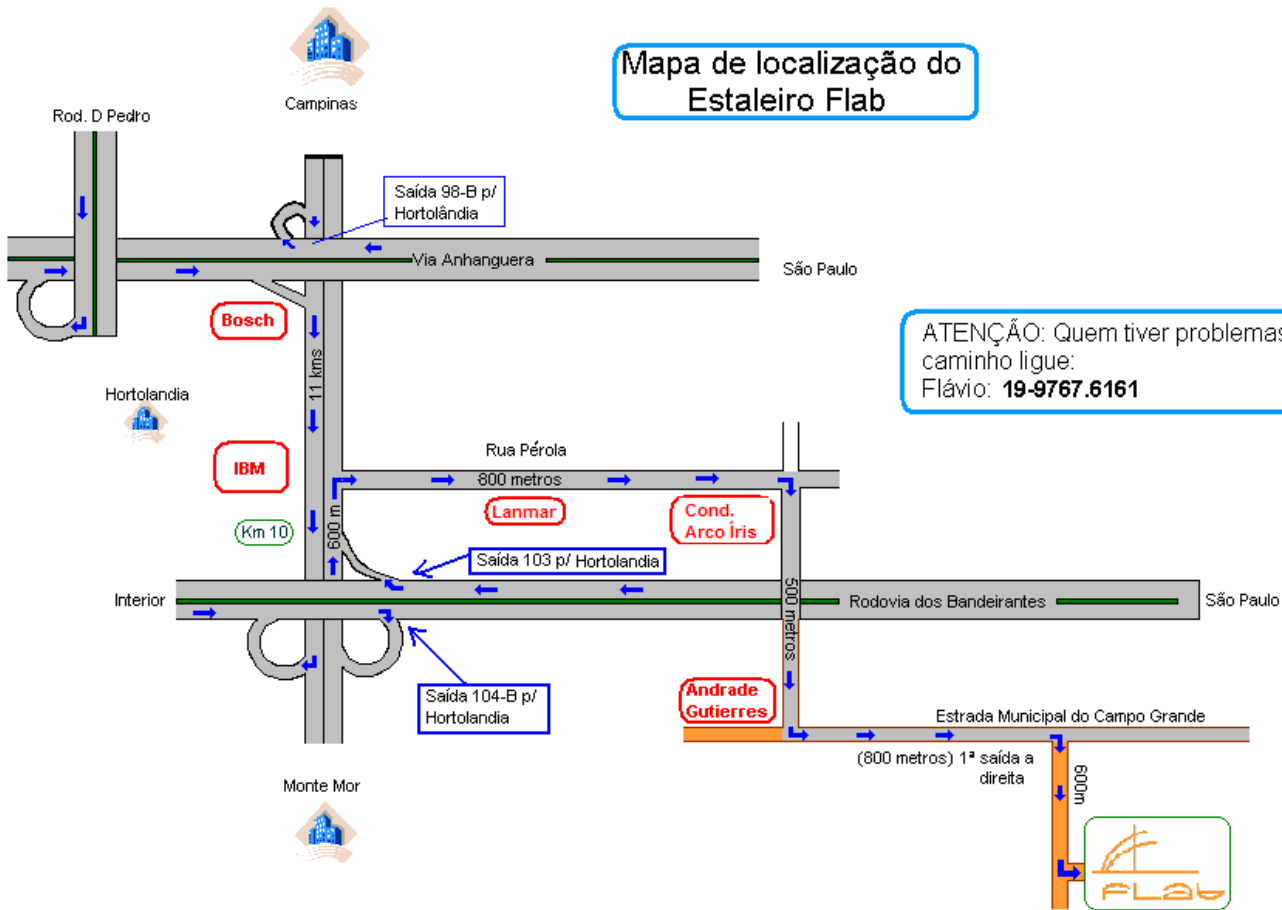 Mapa de localização do
Estaleiro Flab
Campinas
Rod. D Pedro
Saída 98-B p/
Hortolândia
Via Anhanguera
São Paulo
Bosch
ATENÇÃO: Quem tiver problemas
caminho ligue:
Flávio: 19-9767.6161
11 kms
Hortolandia
Rua Pérola
IBM
800 metros
Lanmar
Cond.
Arco Íris
Km 10
600 m
Saída 103 p/ Hortolandia
Interior
500 metros
Rodovia dos Bandeirantes
São Paulo
Saída 104-B p/
Hortolandia
Andrade
Gutierres
Estrada Municipal do Campo Grande
(800 metros) 1ª saída a
direita
600m
Monte Mor
FLab